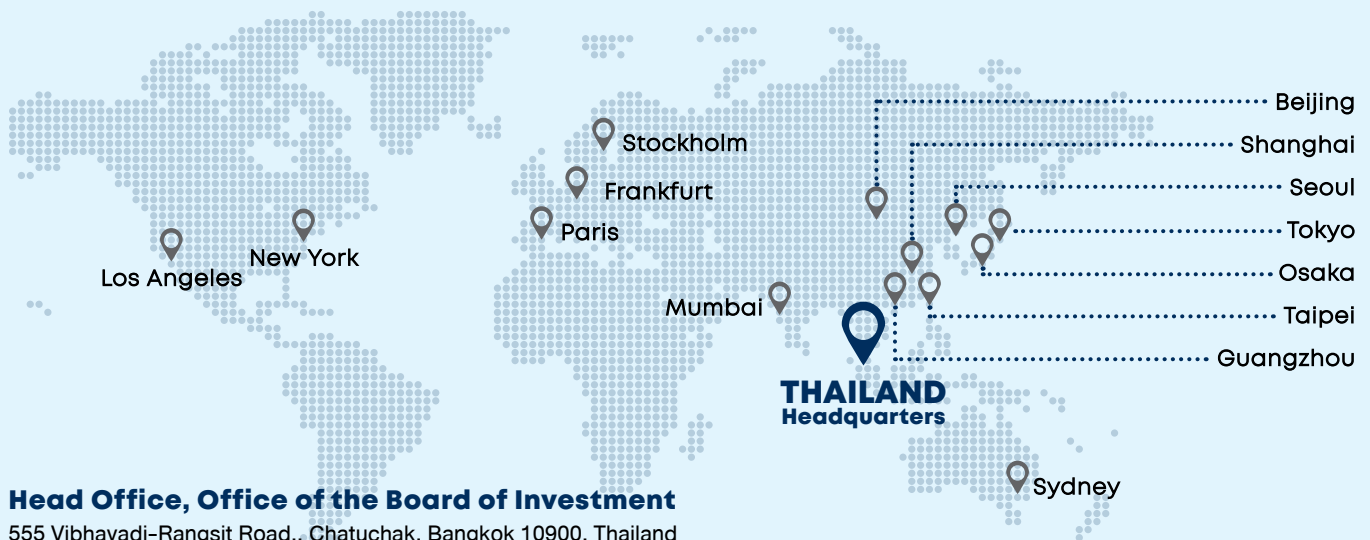 Beijing
Stockholm
Shanghai
Frankfurt
Seoul
Paris
Tokyo
New York
Los Angeles
Osaka
Mumbai
Taipei
Guangzhou
THAILAND
Headquarters
Sydney
Head Office, Office of the Board of Investment
555 Vibhavadi-Rangsit Road., Chatuchak, Bangkok 10900, Thailand